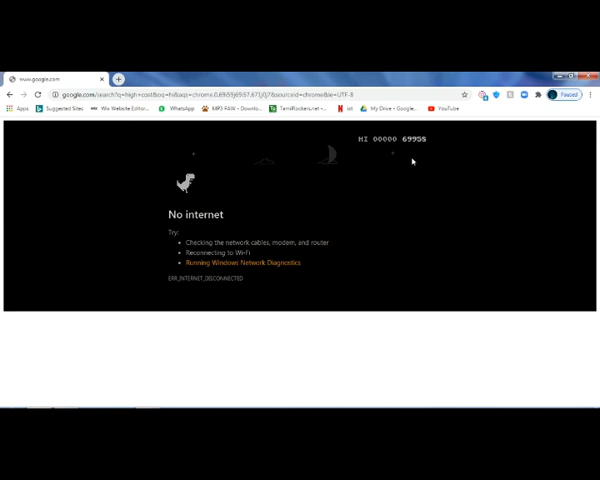 www.google.com
Paused
Apps Suggested Sites Wix Website Editor... WhatsApp MP3 FAW - Downlo... TamilRockers.net -... ist My Drive - Google... YouTube
HI 00000 69958
No internet
Try:
Checking the network cables, modem, and router
Reconnecting to Wi-Fi
Running Windows Network Diagnostics
ERR_INTERNET_DISCONNECTED